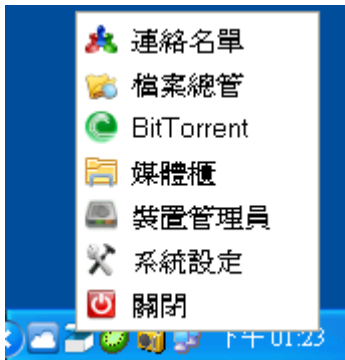 連絡名單
檔案總管
BitTorrent
媒體櫃
裝置管理員
系統設定
關閉
下午 01:23